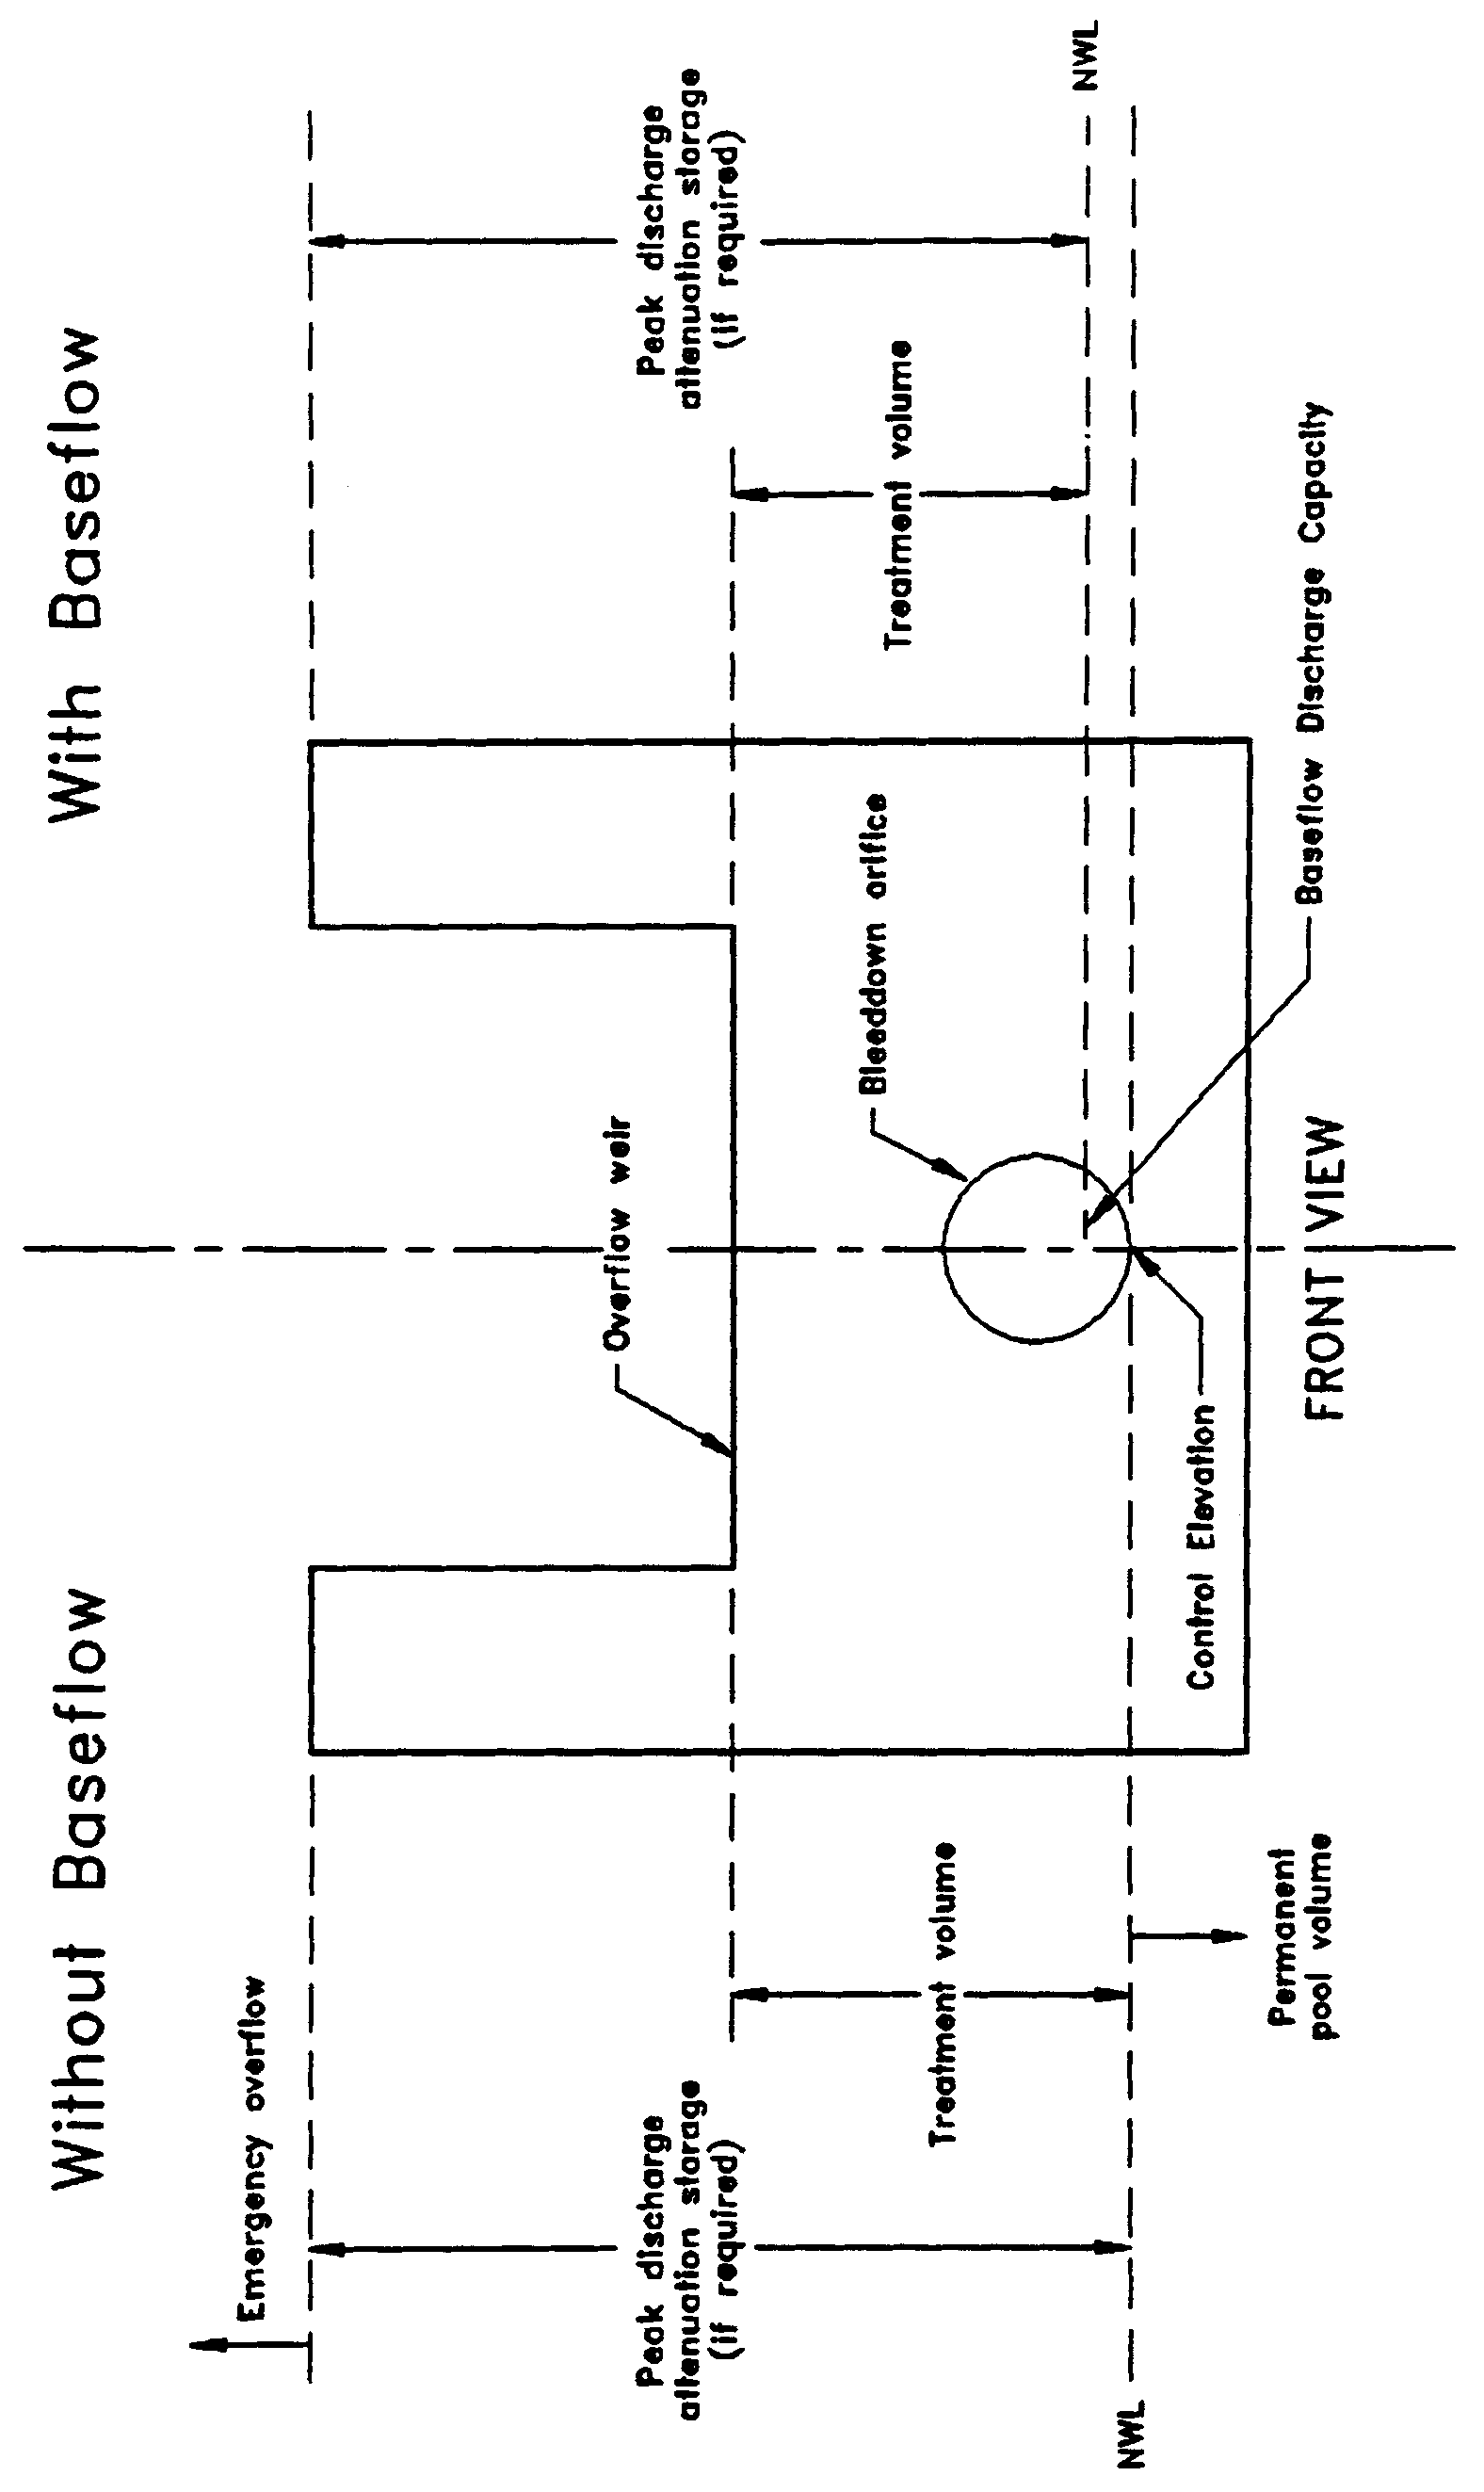 Without Baseflow
With Baseflow
Emergency overflow
Peak discharge
attenuation storage
(if required)
Overflow weir
Peak discharge
attenuation storage
(if required)
Treatment volume
Bleeddown orifice
Treatment volume
NWL
NWL
Control Elevation
Permanent
pool volume
FRONT VIEW
Baseflow Discharge Capacity